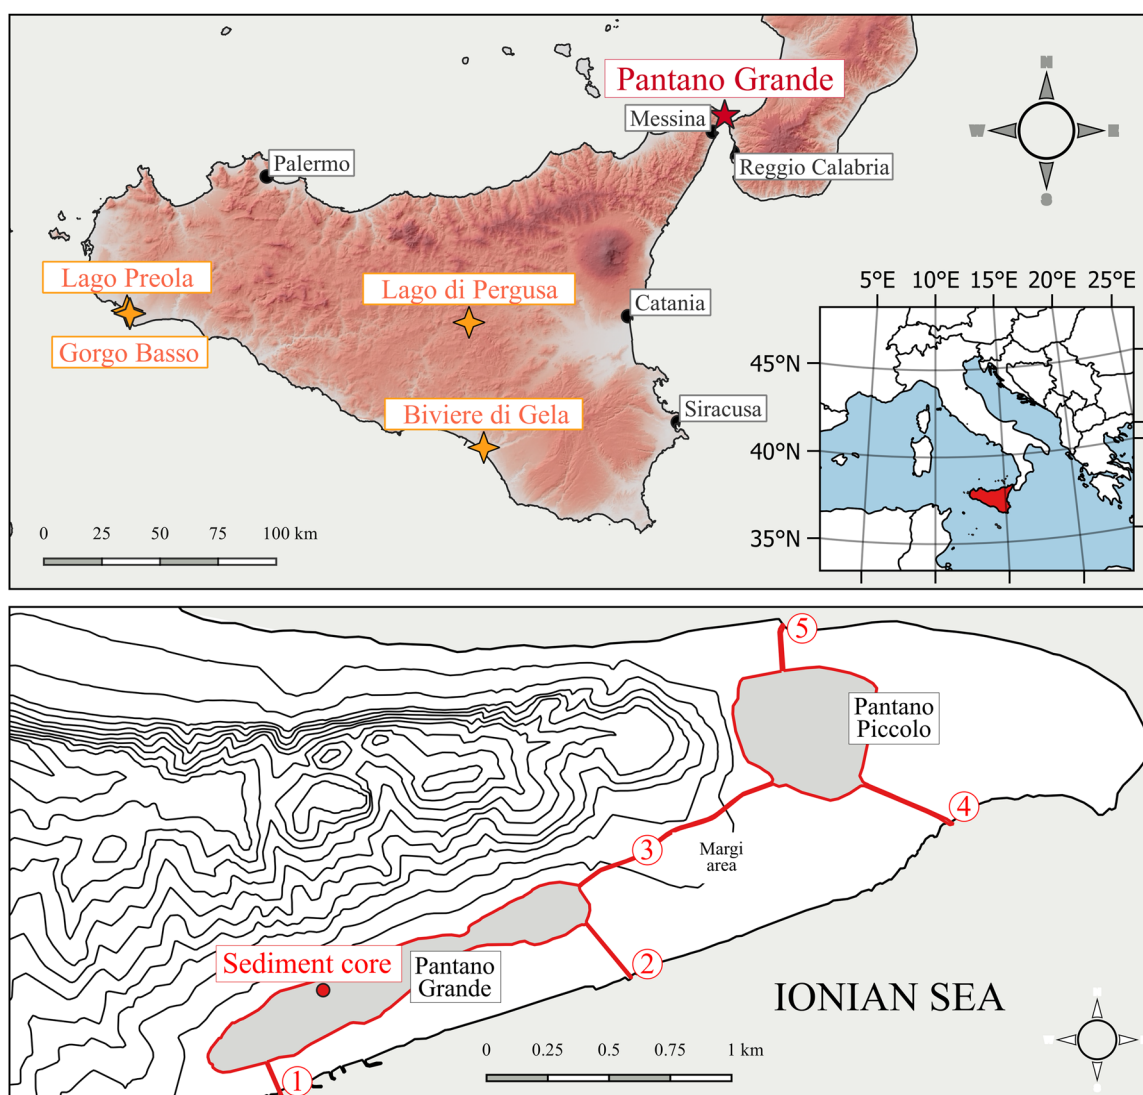 N
Pantano Grande
Messina
W
E
Palermo
Reggio Calabria
S
Lago Preola
Lago di Pergusa
5°E 10°E 15°E 20°E 25°E
Catania
Gorgo Basso
45°N
Biviere di Gela
Siracusa
40°N
0 25 50 75 100 km
35°N
5
Pantano
Piccolo
4
3
Margi
area
Sediment core
Pantano
Grande
2
IONIAN SEA
0 0.25 0.5 0.75 1 km
1